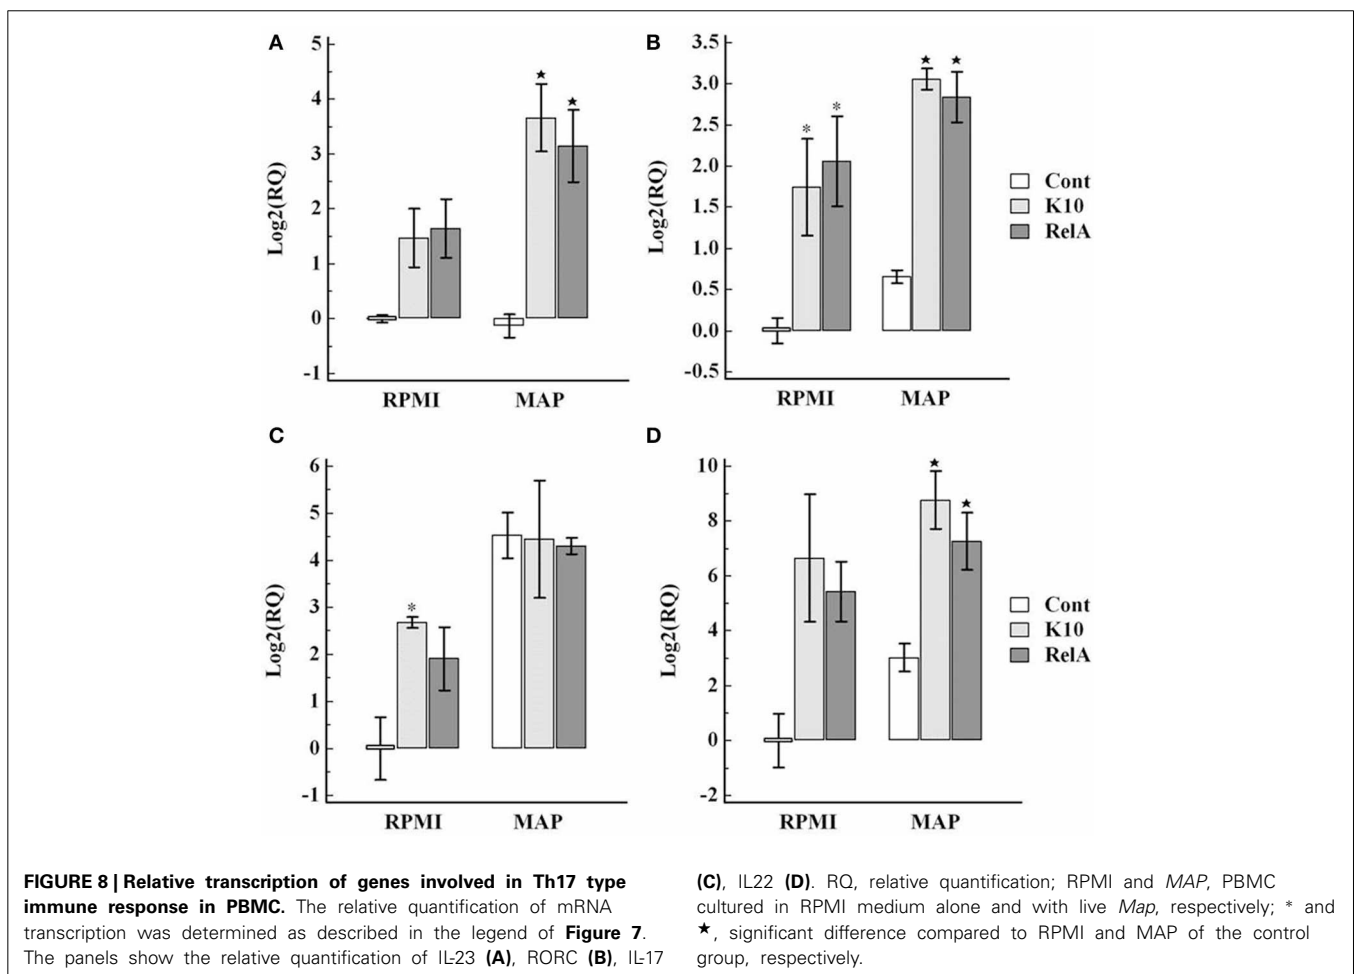 A
5
4
3
2
1
0
-1
Log2(RQ)
★
★
RPMI
MAP
B
3.5
3.0
2.5
2.0
1.5
1.0
0.5
0.0
-0.5
Log2(RQ)
*
*
★
★
RPMI
MAP
Cont
K10
RelA
C
6
5
4
3
2
1
0
-1
Log2(RQ)
*
RPMI
MAP
D
10
8
6
4
2
0
-2
Log2(RQ)
★
★
RPMI
MAP
Cont
K10
RelA
FIGURE 8 | Relative transcription of genes involved in Th17 type
immune response in PBMC. The relative quantification of mRNA
transcription was determined as described in the legend of Figure 7.
The panels show the relative quantification of IL-23 (A), RORC (B), IL-17
(C), IL22 (D). RQ, relative quantification; RPMI and MAP, PBMC
cultured in RPMI medium alone and with live Map, respectively; * and
★, significant difference compared to RPMI and MAP of the control
group, respectively.